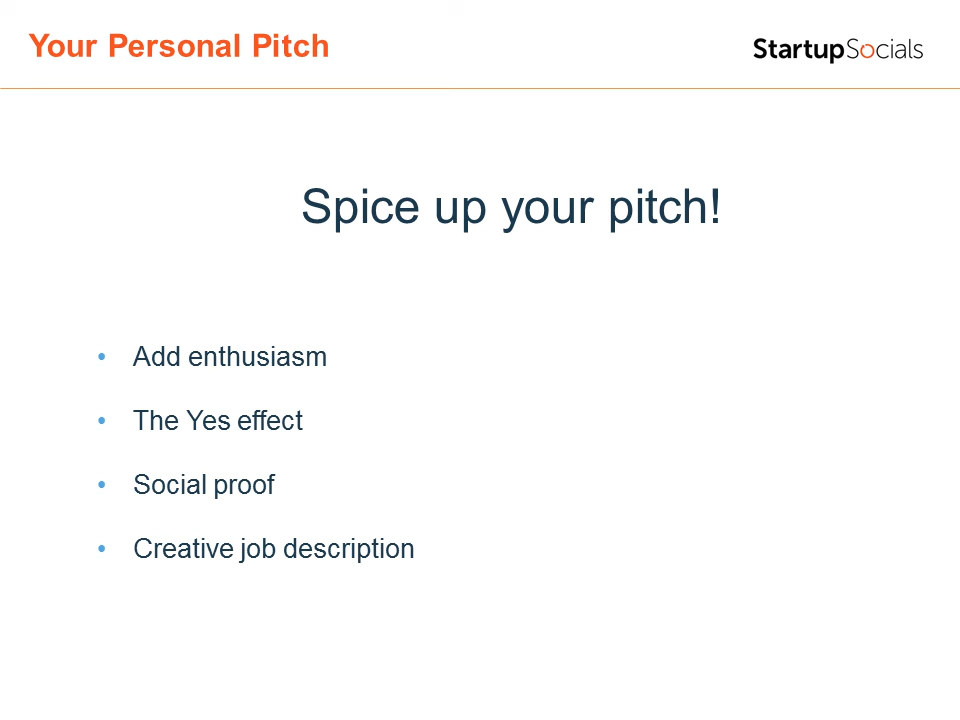 Your Personal Pitch
StartupSocials
Spice up your pitch!
• Add enthusiasm
• The Yes effect
• Social proof
• Creative job description